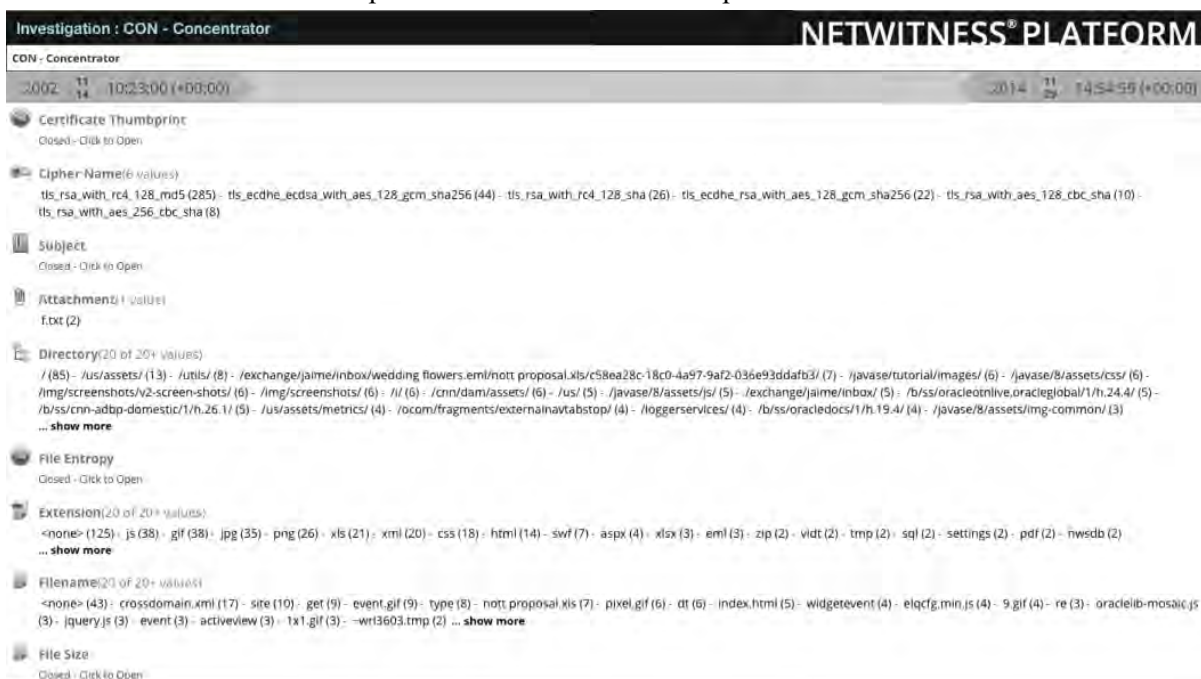 Investigation : CON - Concentrator
NETWITNESS® PLATFORM
CON - Concentrator
2002 11 14 10:23:00 (+00:00) 2014 11 29 14:54:59 (+00:00)
Certificate Thumbprint
Closed - Click to Open
Cipher Name (6 values)
tls_rsa_with_rc4_128_md5 (285) - tls_ecdhe_ecdsa_with_aes_128_gcm_sha256 (44) - tls_rsa_with_rc4_128_sha (26) - tls_ecdhe_rsa_with_aes_128_gcm_sha256 (22) - tls_rsa_with_aes_128_cbc_sha (10) -
tls_rsa_with_aes_256_cbc_sha (8)
Subject
Closed - Click to Open
Attachment (1 value)
f.txt (2)
Directory (20 of 20+ values)
/ (85) - /us/assets/ (13) - /utils/ (8) - /exchange/jaime/inbox/wedding flowers.eml/nott proposal.xls/c58ea28c-18c0-4a97-9af2-036e93ddafb3/ (7) - /javase/tutorial/images/ (6) - /javase/8/assets/css/ (6) -
/img/screenshots/v2-screen-shots/ (6) - /img/screenshots/ (6) - /i/ (6) - /cnn/dam/assets/ (6) - /us/ (5) - /javase/8/assets/js/ (5) - /exchange/jaime/inbox/ (5) - /b/ss/oracleotnlive,oracleglobal/1/h.24.4/ (5) -
/b/ss/cnn-adbp-domestic/1/h.26.1/ (5) - /us/assets/metrics/ (4) - /ocom/fragments/externalnavtabstop/ (4) - /loggerservices/ (4) - /b/ss/oracledocs/1/h.19.4/ (4) - /javase/8/assets/img-common/ (3)
... show more
File Entropy
Closed - Click to Open
Extension (20 of 20+ values)
<none> (125) - js (38) - gif (38) - jpg (35) - png (26) - xls (21) - xml (20) - css (18) - html (14) - swf (7) - aspx (4) - xlsx (3) - eml (3) - zip (2) - vidt (2) - tmp (2) - sql (2) - settings (2) - pdf (2) - nwsdb (2)
... show more
Filename (20 of 20+ values)
<none> (43) - crossdomain.xml (17) - site (10) - get (9) - event.gif (9) - type (8) - nott proposal.xls (7) - pixel.gif (6) - dt (6) - index.html (5) - widgetevent (4) - elqcfg.min.js (4) - 9.gif (4) - re (3) - oraclelib-mosaic.js
(3) - jquery.js (3) - event (3) - activeview (3) - 1x1.gif (3) - ~wrl3603.tmp (2) ... show more
File Size
Closed - Click to Open